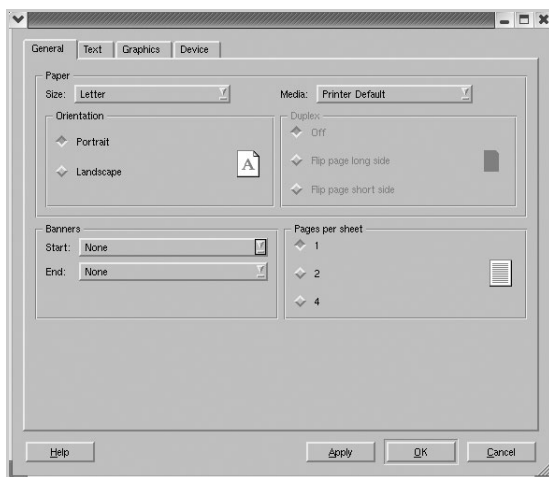 General Text Graphics Device
Paper
Size: Letter Media: Printer Default
Orientation
Portrait
Landscape
A
Duplex
Off
Flip page long side
Flip page short side
Banners
Start: None
End: None
Pages per sheet
1
2
4
Help Apply OK Cancel